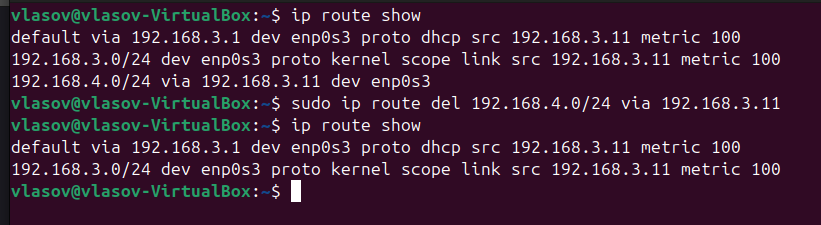 vlasov@vlasov-VirtualBox:~$ ip route show
default via 192.168.3.1 dev enp0s3 proto dhcp src 192.168.3.11 metric 100
192.168.3.0/24 dev enp0s3 proto kernel scope link src 192.168.3.11 metric 100
192.168.4.0/24 via 192.168.3.11 dev enp0s3
vlasov@vlasov-VirtualBox:~$ sudo ip route del 192.168.4.0/24 via 192.168.3.11
vlasov@vlasov-VirtualBox:~$ ip route show
default via 192.168.3.1 dev enp0s3 proto dhcp src 192.168.3.11 metric 100
192.168.3.0/24 dev enp0s3 proto kernel scope link src 192.168.3.11 metric 100
vlasov@vlasov-VirtualBox:~$